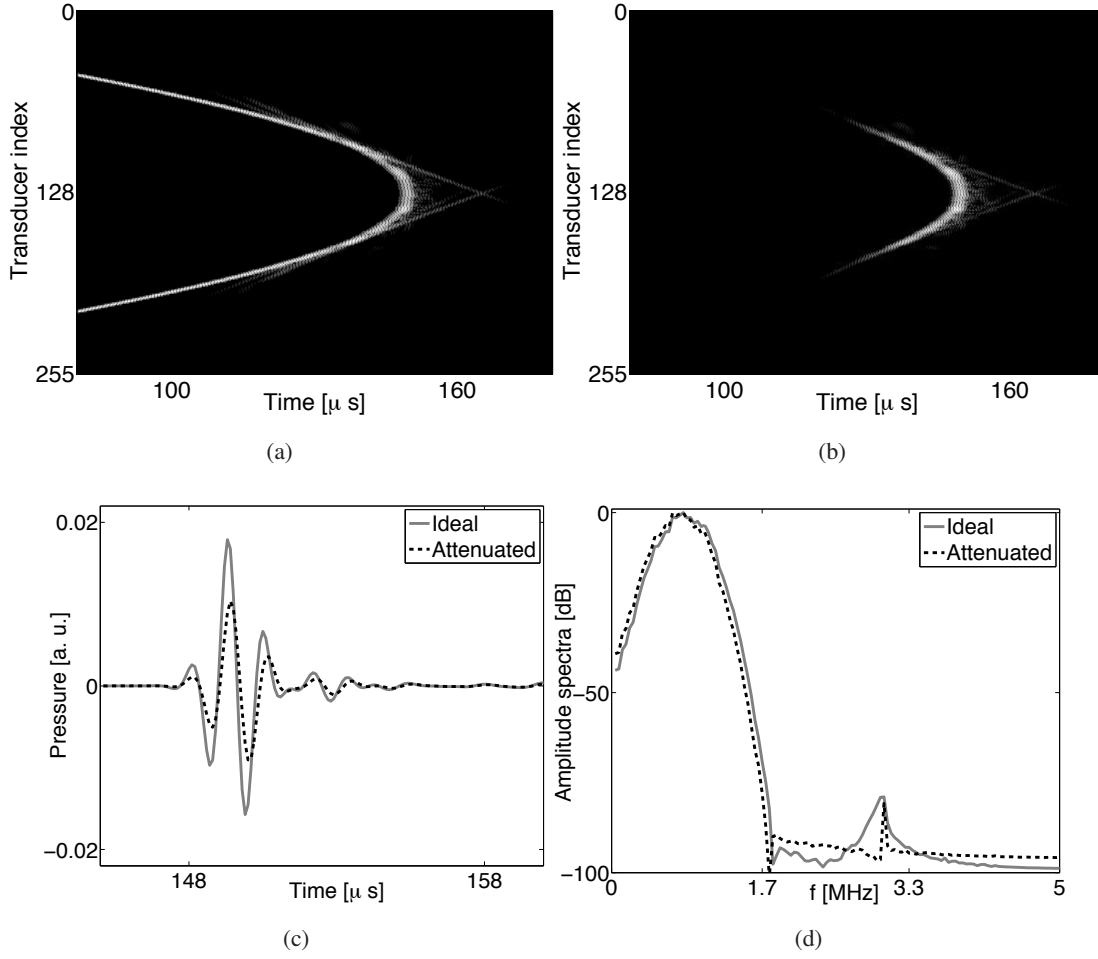 0
128
255
Transducer index
100
160
Time [μ s]
(a)
0
128
255
Transducer index
100
160
Time [μ s]
(b)
0.02
0
−0.02
Pressure [a. u.]
Ideal
Attenuated
148
158
Time [μ s]
(c)
0
−50
−100
Amplitude spectra [dB]
Ideal
Attenuated
0
1.7
3.3
5
f [MHz]
(d)